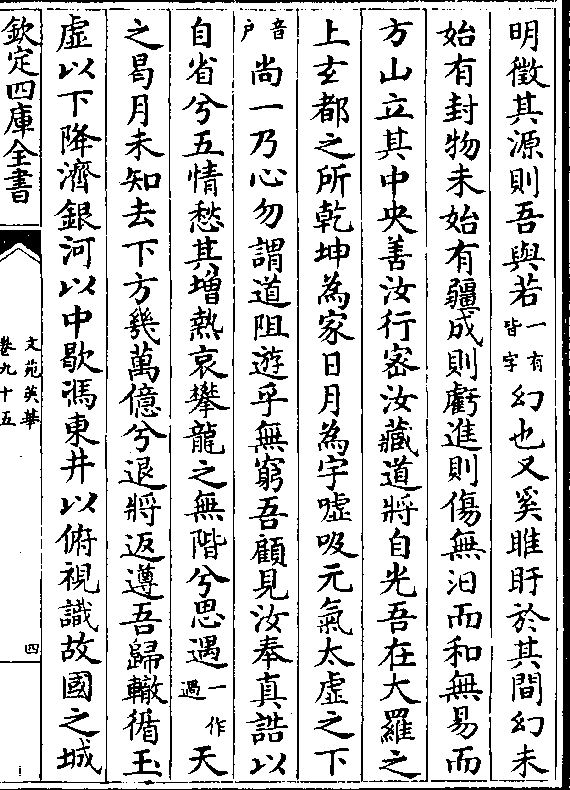 明徵其源則吾與若一有皆字幻也又奚睢盱於其間幻未
始有封物未始有疆成則虧進則傷無汨而和無易而
方山立其中央善汝行密汝藏道將自光吾在大羅之
上玄都之所乾坤為家日月為宇噓吸元氣太虛之下
音户尚一乃心勿謂道阻遊乎無窮吾顧見汝奉真誥以
自省兮五情愁其增熱哀攀龍之無階兮思遇一作遇天
之曷月未知去下方幾萬億兮退將返遵吾歸轍循玉
虛以下降濟銀河以中歇馮東井以俯視識故國之城
欽定四庫全書
文苑英華
卷九十五
四